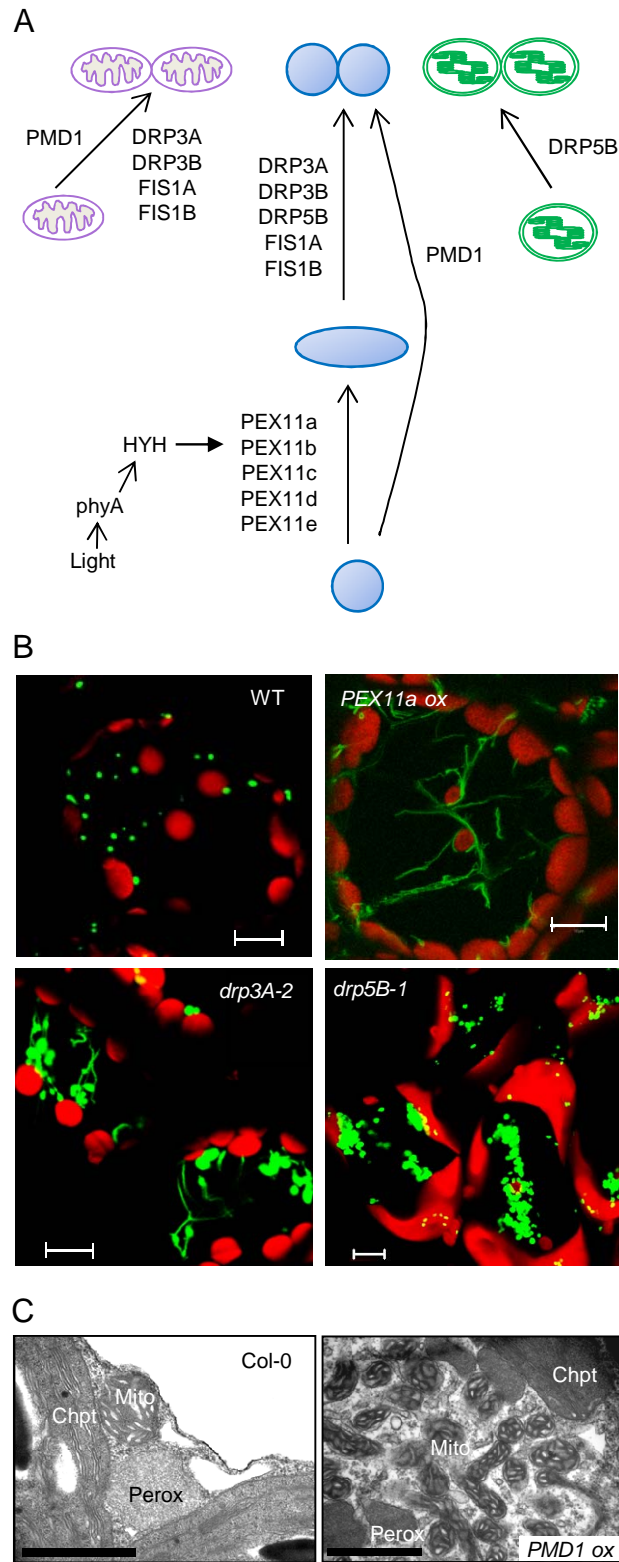 A
PMD1
DRP3A
DRP3B
FIS1A
FIS1B
DRP3A
DRP3B
DRP5B
FIS1A
FIS1B
PMD1
DRP5B
PEX11a
PEX11b
PEX11c
PEX11d
PEX11e
HYH
phyA
Light
B
WT
PEX11a ox
drp3A-2
drp5B-1
C
Col-0
Mito
Chpt
Perox
Chpt
Mito
Perox
PMD1 ox